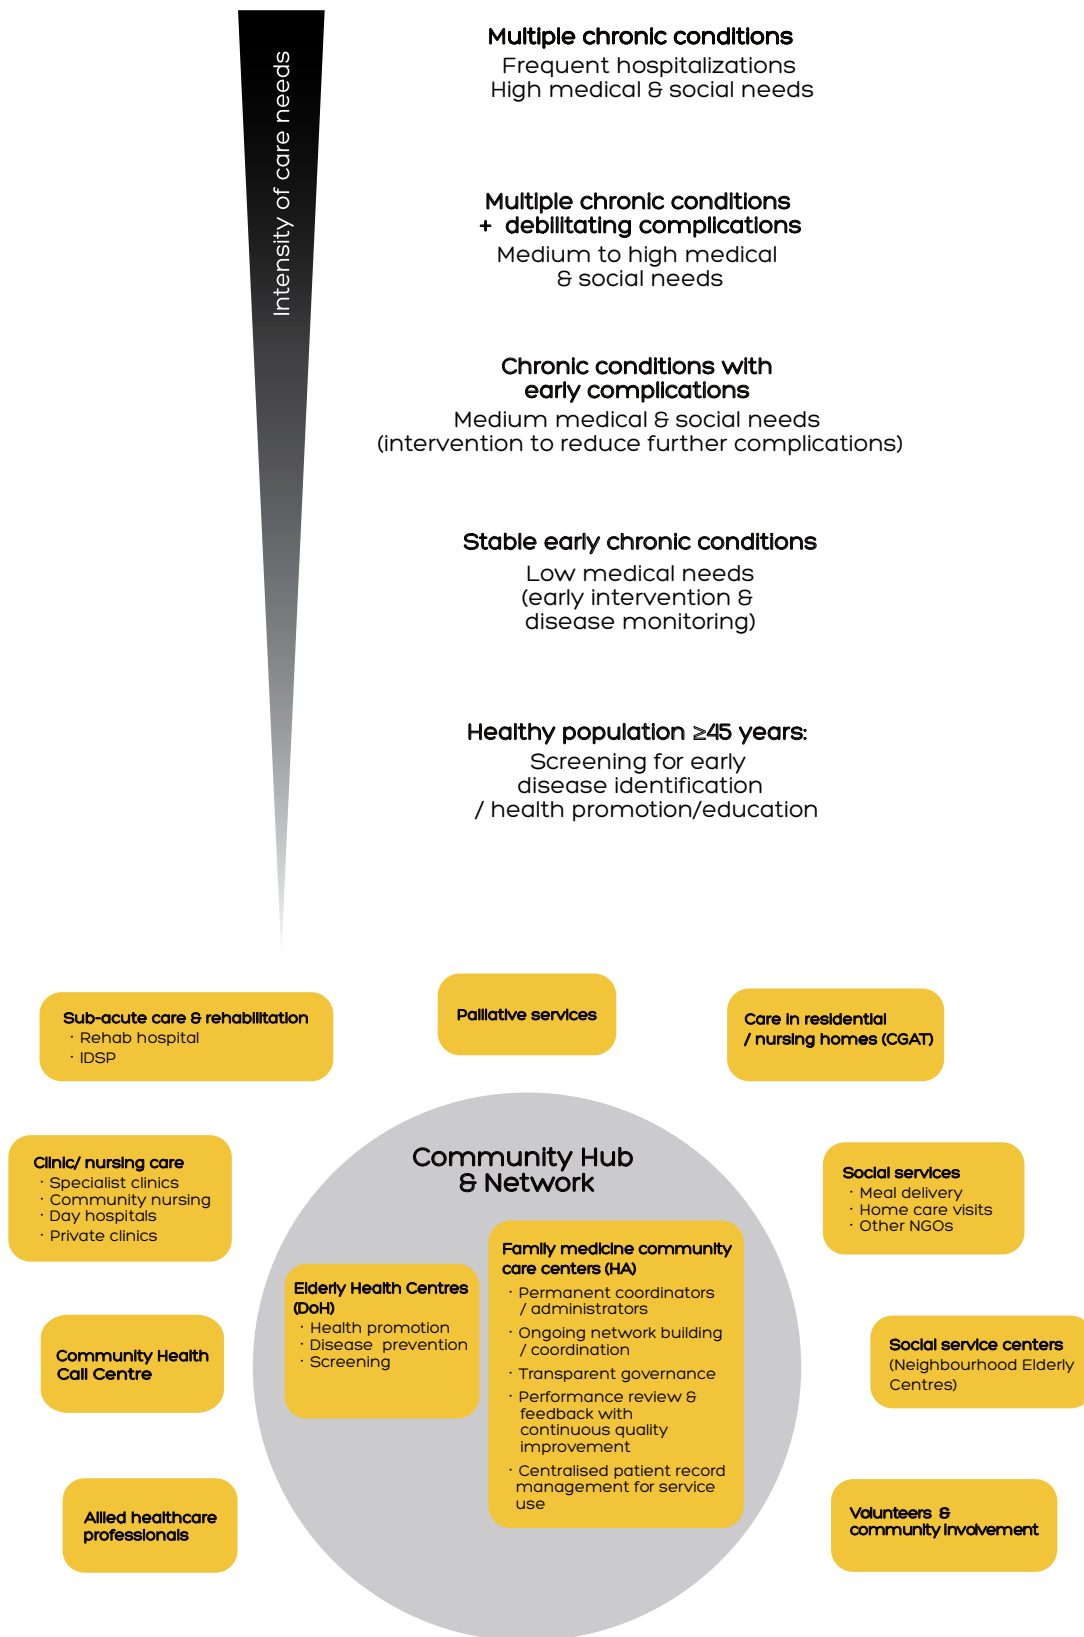 Intensity of care needs
Multiple chronic conditions
Frequent hospitalizations
High medical & social needs
Multiple chronic conditions
+ debilitating complications
Medium to high medical
& social needs
Chronic conditions with
early complications
Medium medical & social needs
(intervention to reduce further complications)
Stable early chronic conditions
Low medical needs
(early intervention &
disease monitoring)
Healthy population ≥45 years:
Screening for early
disease identification
/ health promotion/education
Sub-acute care & rehabilitation
· Rehab hospital
· IDSP
Palliative services
Care in residential
/ nursing homes (CGAT)
Clinic/ nursing care
· Specialist clinics
· Community nursing
· Day hospitals
· Private clinics
Community Hub
& Network
Social services
· Meal delivery
· Home care visits
· Other NGOs
Elderly Health Centres
(DoH)
· Health promotion
· Disease prevention
· Screening
Family medicine community
care centers (HA)
· Permanent coordinators
/ administrators
· Ongoing network building
/ coordination
· Transparent governance
· Performance review &
feedback with
continuous quality
improvement
· Centralised patient record
management for service
use
Community Health
Call Centre
Social service centers
(Neighbourhood Elderly
Centres)
Allied healthcare
professionals
Volunteers &
community involvement